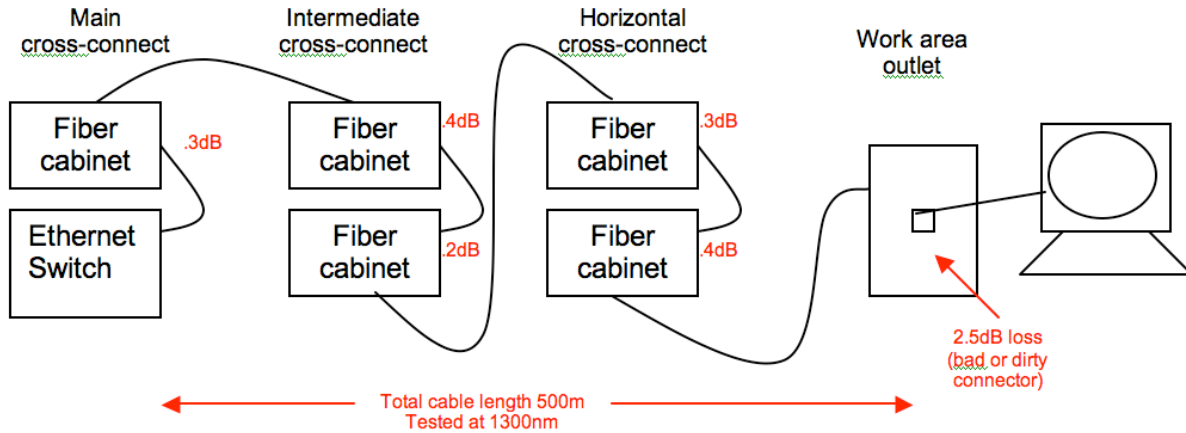 Main
cross-connect
Intermediate
cross-connect
Horizontal
cross-connect
Work area
outlet
Fiber
cabinet
.3dB
Fiber
cabinet
.4dB
Fiber
cabinet
.3dB
Ethernet
Switch
Fiber
cabinet
.2dB
Fiber
cabinet
.4dB
2.5dB loss
(bad or dirty
connector)
Total cable length 500m
Tested at 1300nm